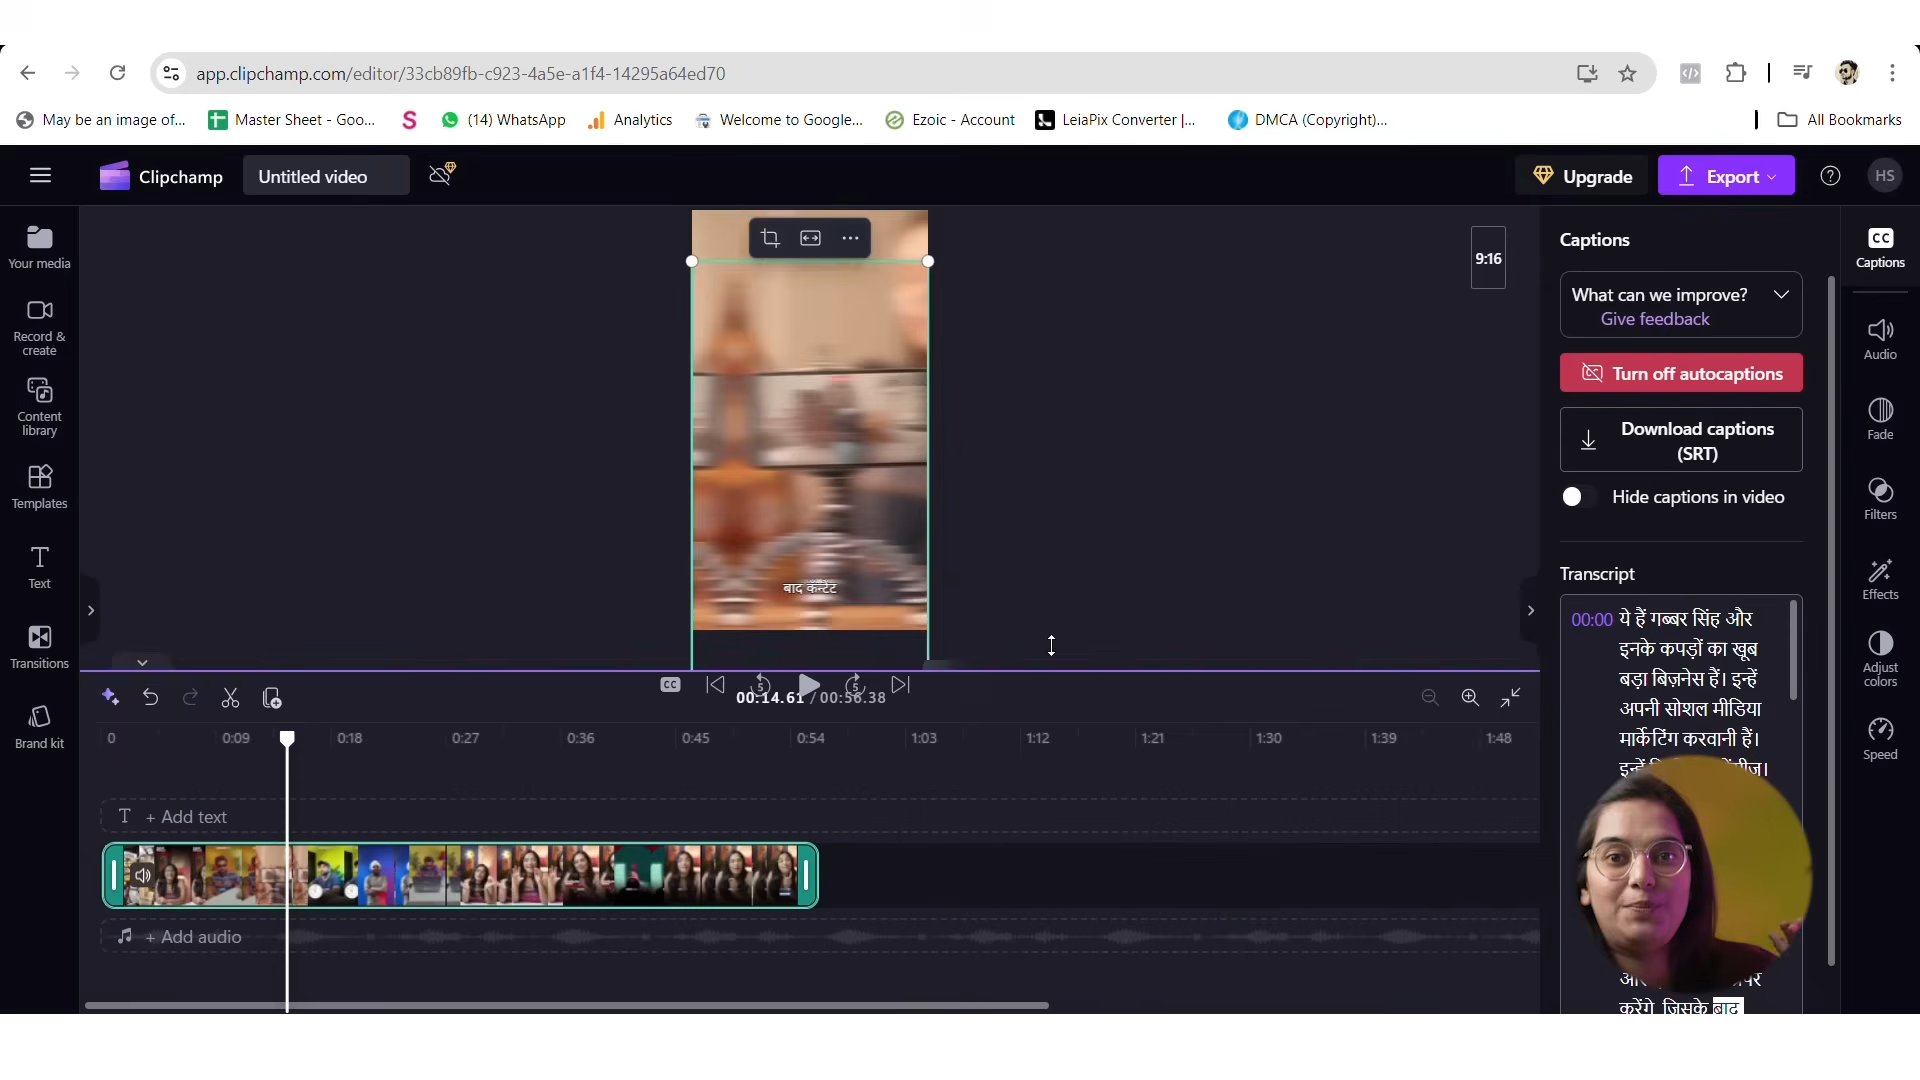 app.clipchamp.com/editor/33cb89fb-c923-4a5e-a1f4-14295a64ed70
May be an image of...
Master Sheet - Goo...
(14) WhatsApp
Analytics
Welcome to Google...
Ezoic - Account
LeiaPix Converter |...
DMCA (Copyright)...
All Bookmarks
Clipchamp
Untitled video
Upgrade
Export
HS
Your media
Record &
create
Content
library
Templates
Text
Transitions
Brand kit
9:16
बाद कंन्टेंट
Captions
What can we improve?
Give feedback
Turn off autocaptions
Download captions
(SRT)
Hide captions in video
Transcript
00:00 ये हैं गब्बर सिंह और
इनके कपड़ों का खूब
बड़ा बिज़नेस हैं। इन्हें
अपनी सोशल मीडिया
मार्केटिंग करवानी हैं।
करेंगे, जिसके बाद
CC
Captions
Audio
Fade
Filters
Effects
Adjust
colors
Speed
CC
5
5
00:14.61 / 00:56.38
0
0:09
0:18
0:27
0:36
0:45
0:54
1:03
1:12
1:21
1:30
1:39
1:48
T + Add text
+ Add audio